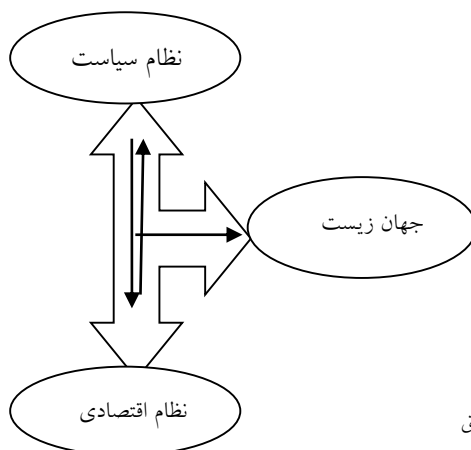 نظام سیاست
جهان زیست
نظام اقتصادی